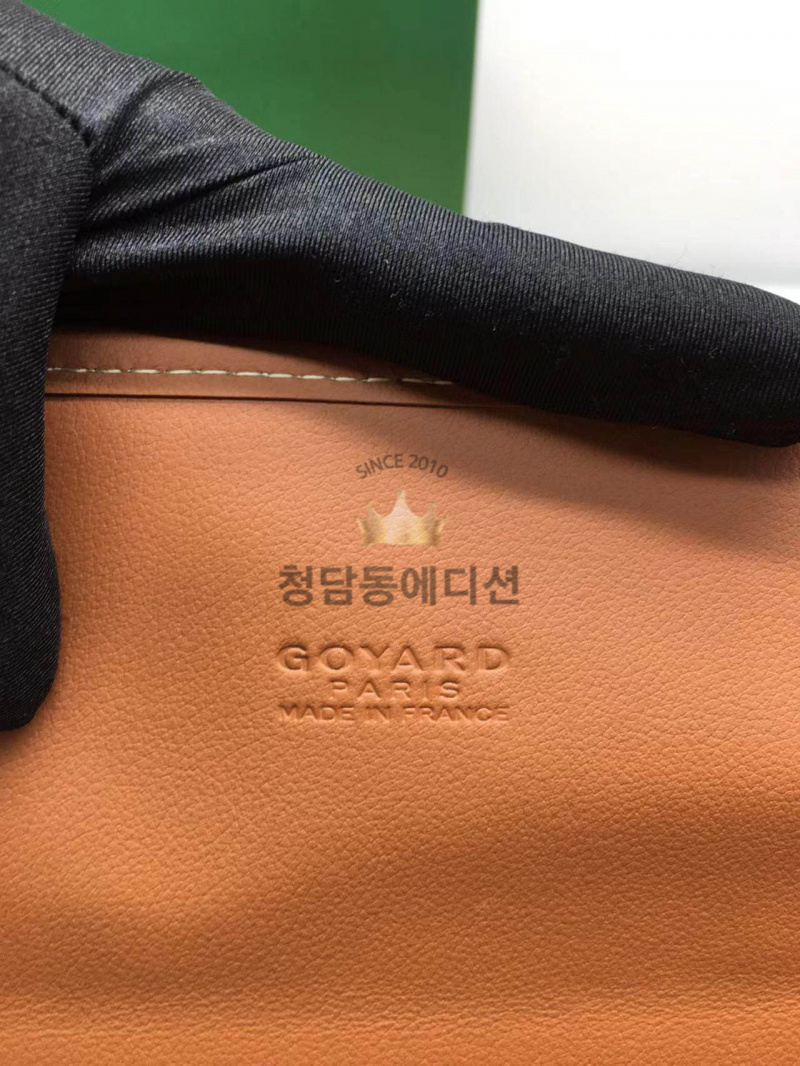 SINCE 2010
청담동에디션
GOYARD
PARIS
MADE IN FRANCE